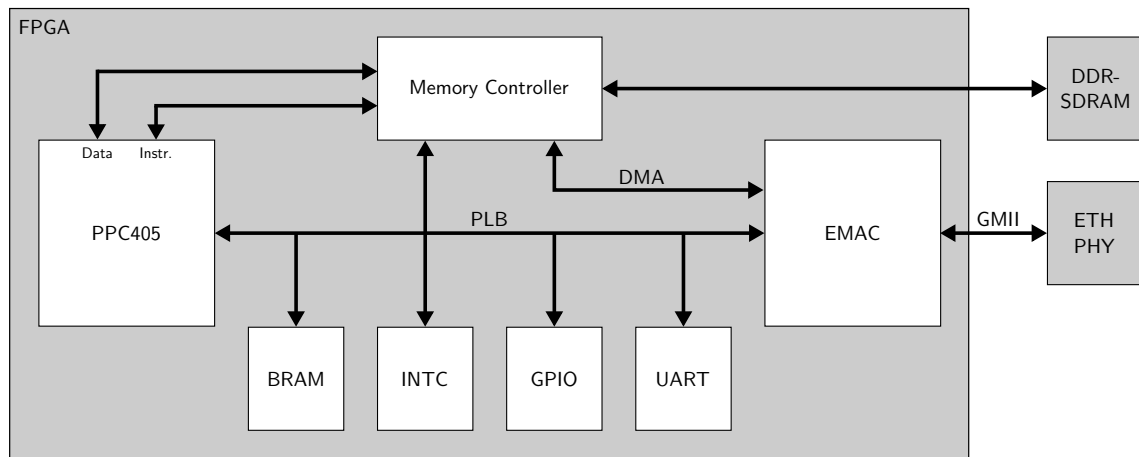 FPGA
Memory Controller
DDR-
SDRAM
Data
Instr.
DMA
PPC405
PLB
EMAC
GMII
ETH
PHY
BRAM
INTC
GPIO
UART